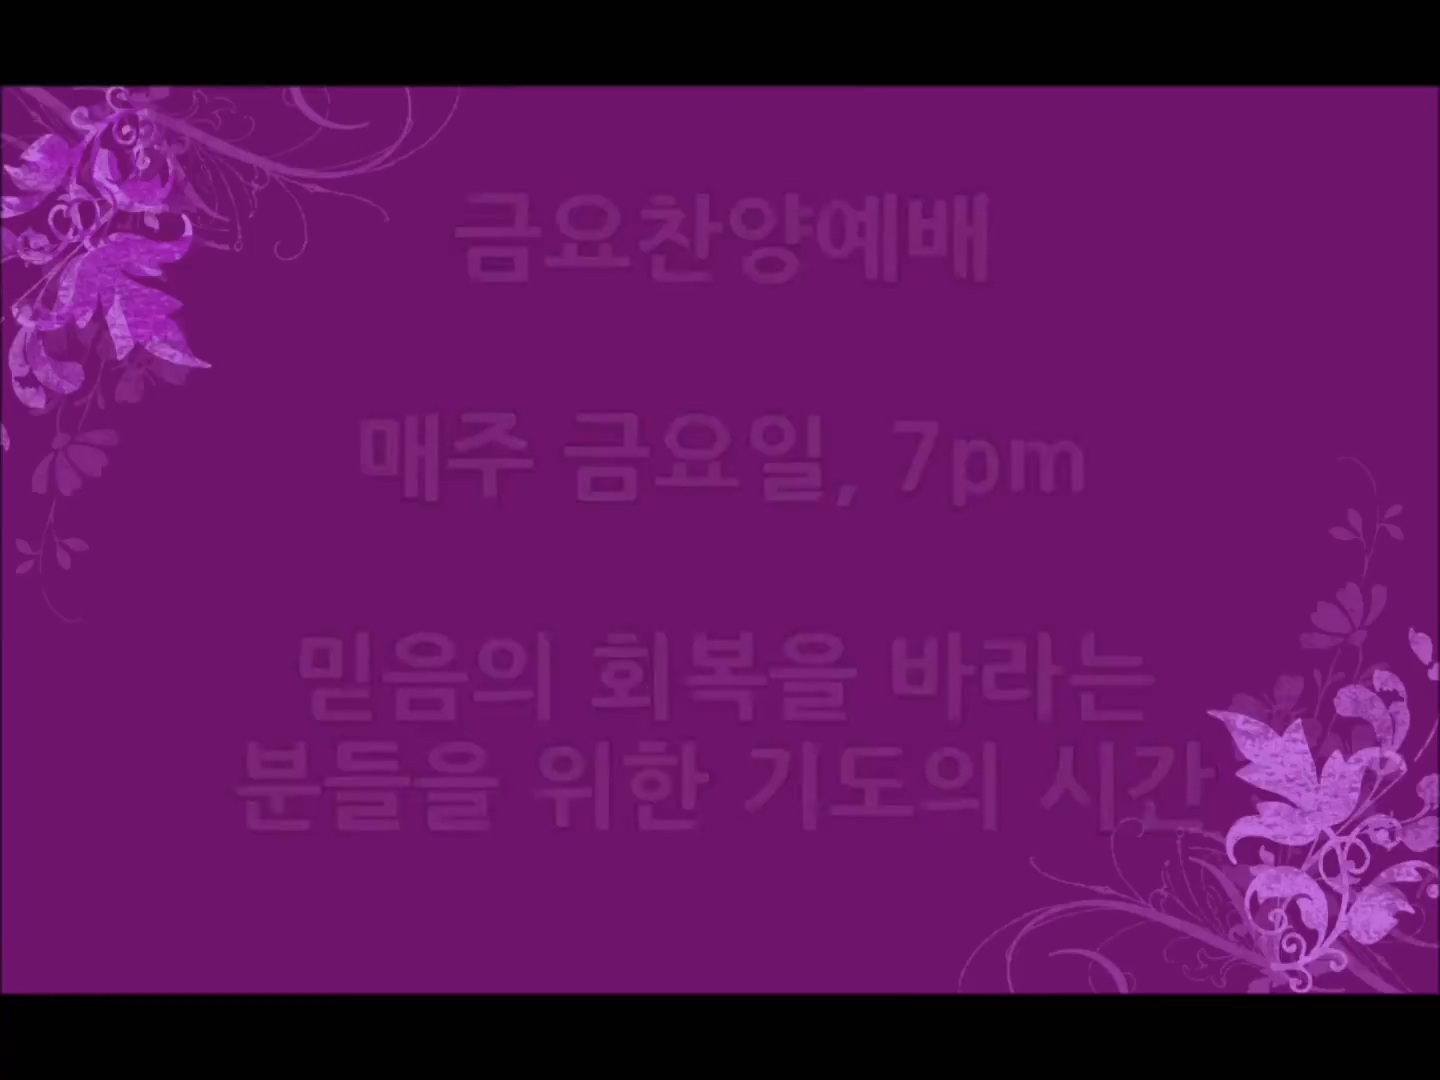 금요찬양예배
매주 금요일, 7pm
믿음의 회복을 바라는
분들을 위한 기도의 시간